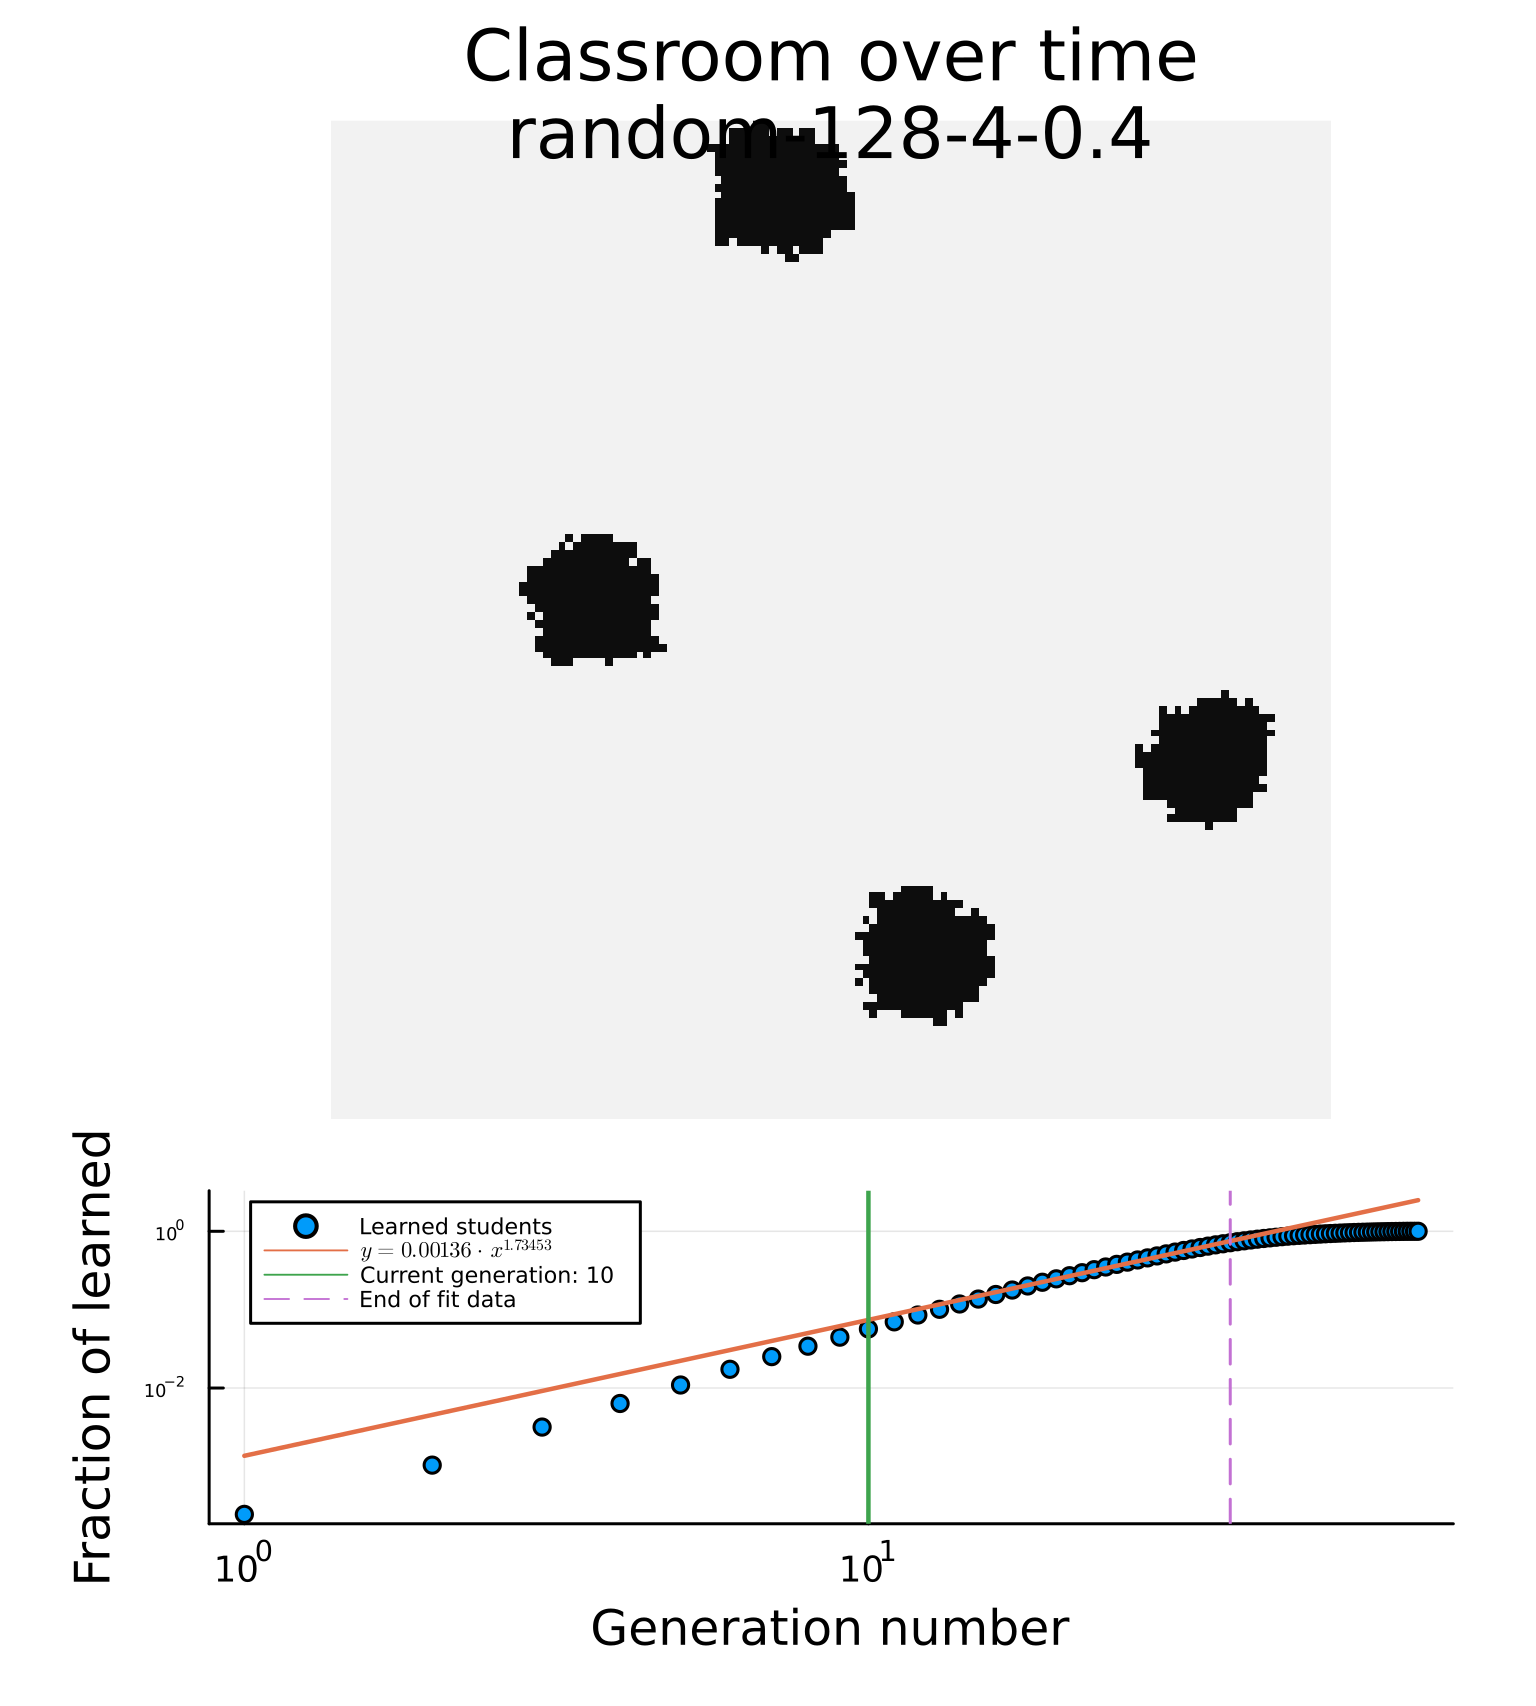 Classroom over time
random-128-4-0.4
Fraction of learned
10^0
10^-2
Learned students
y = 0.00136 · x^1.73453
Current generation: 10
End of fit data
10^0
10^1
Generation number